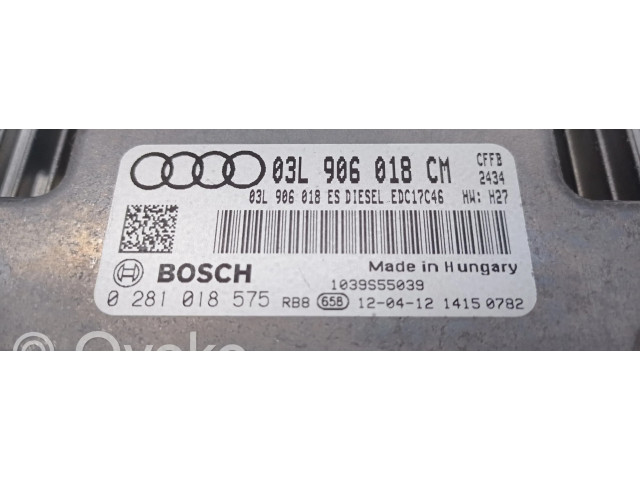 03L 906 018 CM CFFB
2434
03L 906 018 ES DIESEL EDC17C46 HW: H27
BOSCH Made in Hungary
1039S55039
0 281 018 575 RB8 658 12-04-12 1415 0782
Ovoko